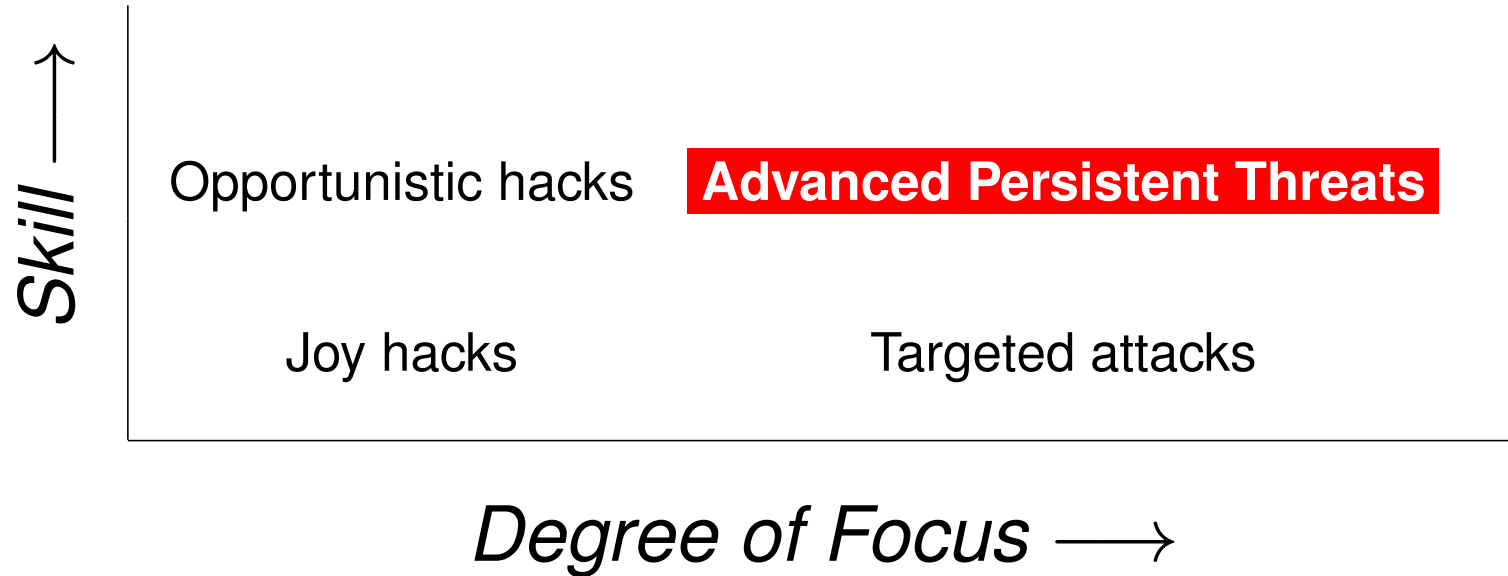 Skill ⟶
Opportunistic hacks
Advanced Persistent Threats
Joy hacks
Targeted attacks
Degree of Focus ⟶